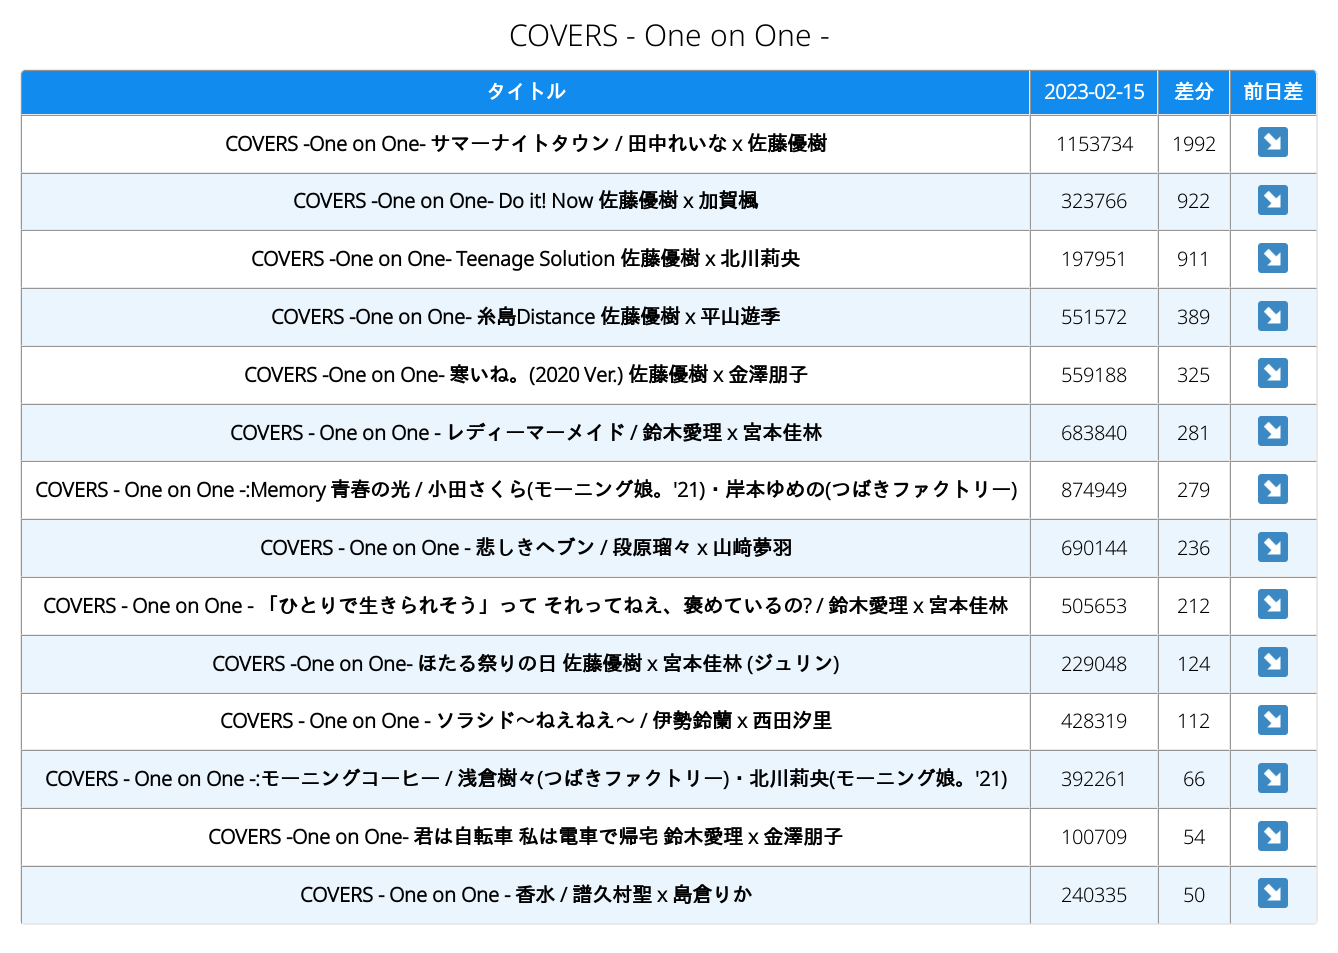 COVERS - One on One -
タイトル 2023-02-15 差分 前日差
COVERS -One on One- サマーナイトタウン / 田中れいな x 佐藤優樹 1153734 1992 ↘
COVERS -One on One- Do it! Now 佐藤優樹 x 加賀楓 323766 922 ↘
COVERS -One on One- Teenage Solution 佐藤優樹 x 北川莉央 197951 911 ↘
COVERS -One on One- 糸島Distance 佐藤優樹 x 平山遊季 551572 389 ↘
COVERS -One on One- 寒いね。(2020 Ver.) 佐藤優樹 x 金澤朋子 559188 325 ↘
COVERS - One on One - レディーマーメイド / 鈴木愛理 x 宮本佳林 683840 281 ↘
COVERS - One on One -:Memory 青春の光 / 小田さくら(モーニング娘。'21)・岸本ゆめの(つばきファクトリー) 874949 279 ↘
COVERS - One on One - 悲しきヘブン / 段原瑠々 x 山﨑夢羽 690144 236 ↘
COVERS - One on One - 「ひとりで生きられそう」って それってねえ、褒めているの? / 鈴木愛理 x 宮本佳林 505653 212 ↘
COVERS -One on One- ほたる祭りの日 佐藤優樹 x 宮本佳林 (ジュリン) 229048 124 ↘
COVERS - One on One - ソラシド～ねえねえ～ / 伊勢鈴蘭 x 西田汐里 428319 112 ↘
COVERS - One on One -:モーニングコーヒー / 浅倉樹々(つばきファクトリー)・北川莉央(モーニング娘。'21) 392261 66 ↘
COVERS -One on One- 君は自転車 私は電車で帰宅 鈴木愛理 x 金澤朋子 100709 54 ↘
COVERS - One on One - 香水 / 譜久村聖 x 島倉りか 240335 50 ↘